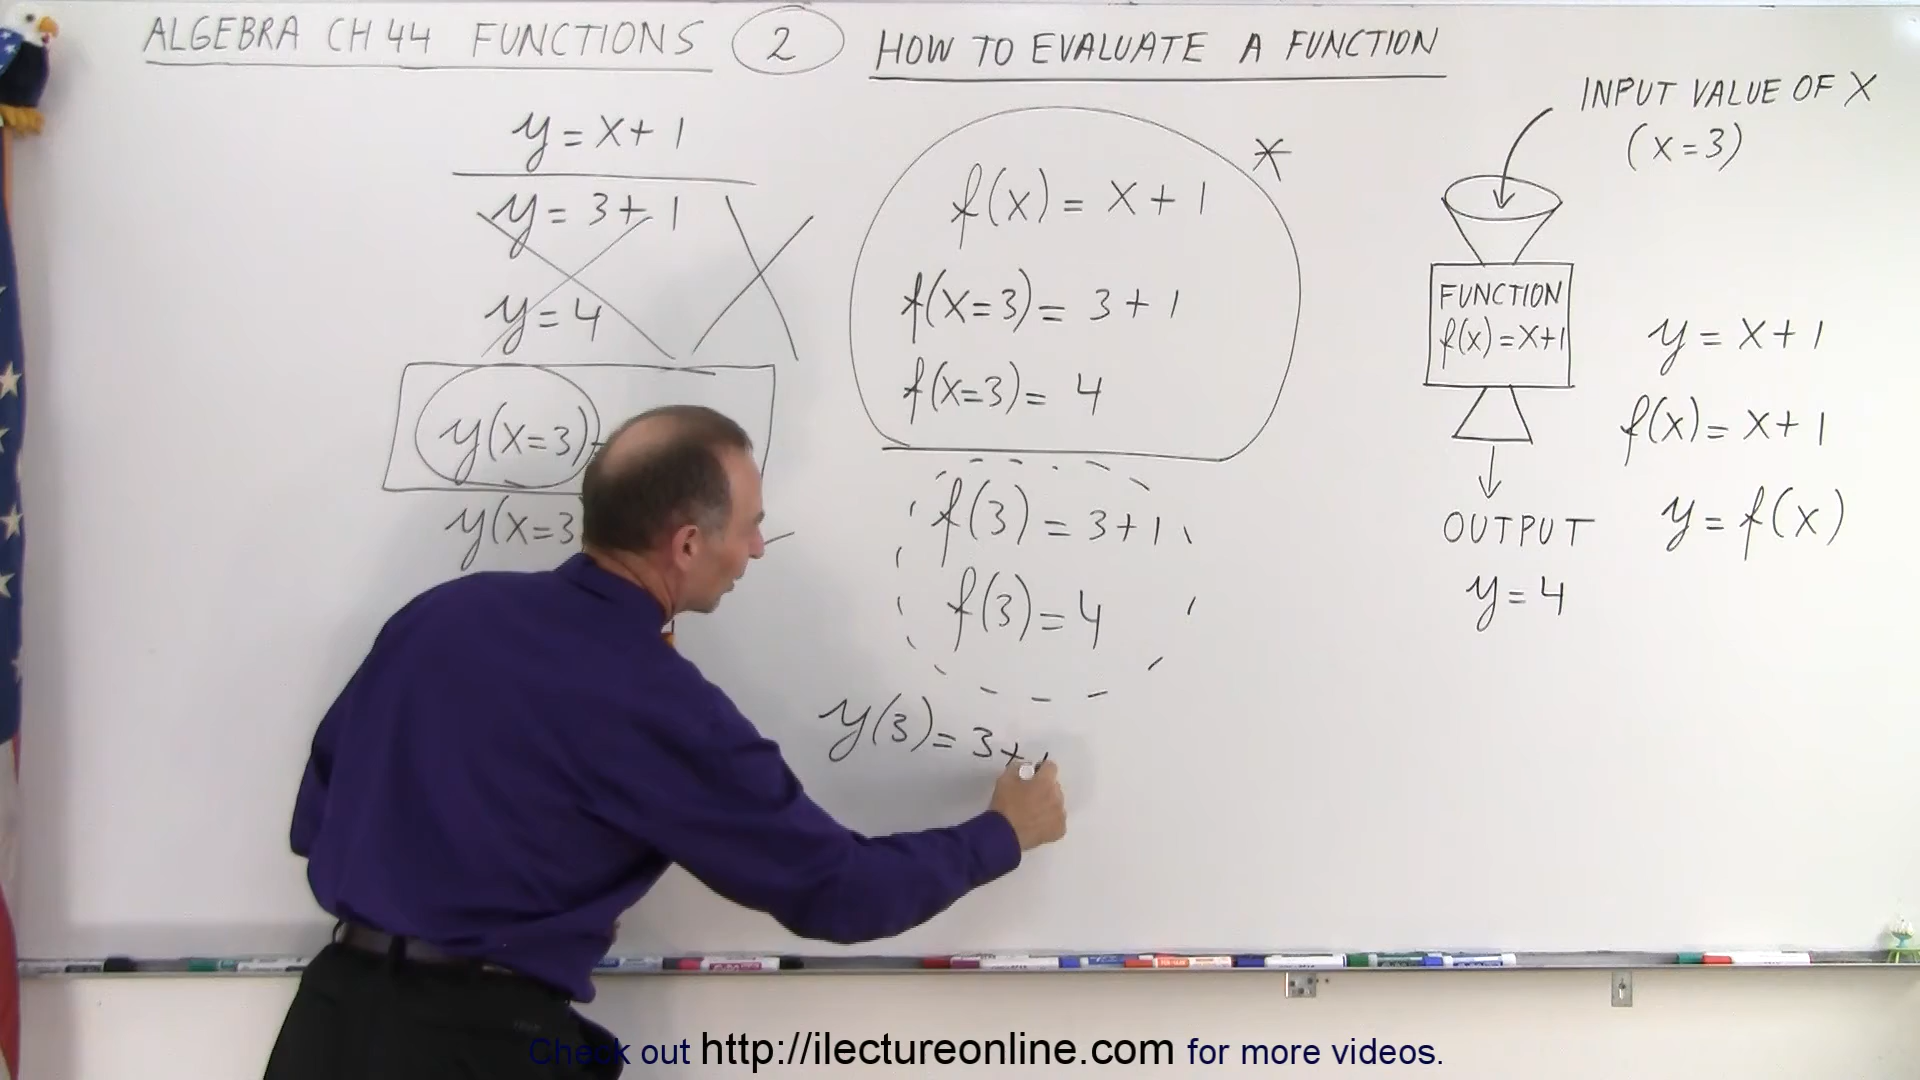 ALGEBRA CH 44 FUNCTIONS 2 HOW TO EVALUATE A FUNCTION
y = x + 1
y = 3 + 1
y = 4
y(x=3)
y(x=3
f(x) = x + 1
*
f(x=3) = 3 + 1
f(x=3) = 4
f(3) = 3 + 1
f(3) = 4
y(3) = 3 + 1
INPUT VALUE OF X
(x=3)
FUNCTION
f(x) = x+1
OUTPUT
y = 4
y = x + 1
f(x) = x + 1
y = f(x)
Check out http://ilectureonline.com for more videos.